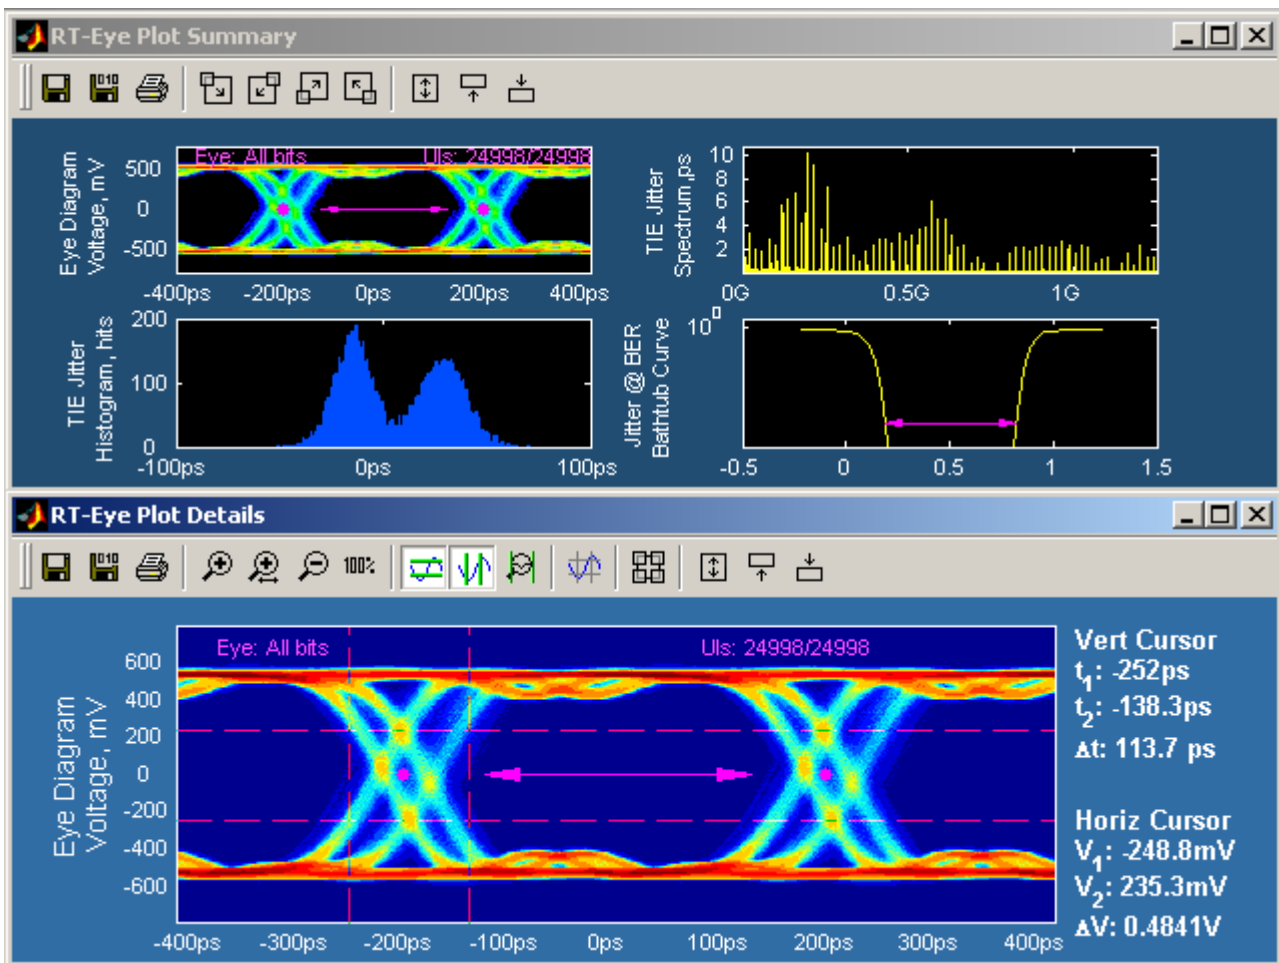 RT-Eye Plot Summary
Eye Diagram
Voltage, mV
500
0
-500
Eye: All bits
UIs: 24998/24998
-400ps
-200ps
0ps
200ps
400ps
TIE Jitter
Spectrum,ps
10
8
6
4
2
0G
0.5G
1G
TIE Jitter
Histogram, hits
200
100
0
-100ps
0ps
100ps
Jitter @ BER
Bathtub Curve
10
-0.5
0
0.5
1
1.5
RT-Eye Plot Details
100%
Eye Diagram
Voltage, mV
600
400
200
0
-200
-400
-600
Eye: All bits
UIs: 24998/24998
-400ps
-300ps
-200ps
-100ps
0ps
100ps
200ps
300ps
400ps
Vert Cursor
t1: -252ps
t2: -138.3ps
Δt: 113.7 ps
Horiz Cursor
V1: -248.8mV
V2: 235.3mV
ΔV: 0.4841V